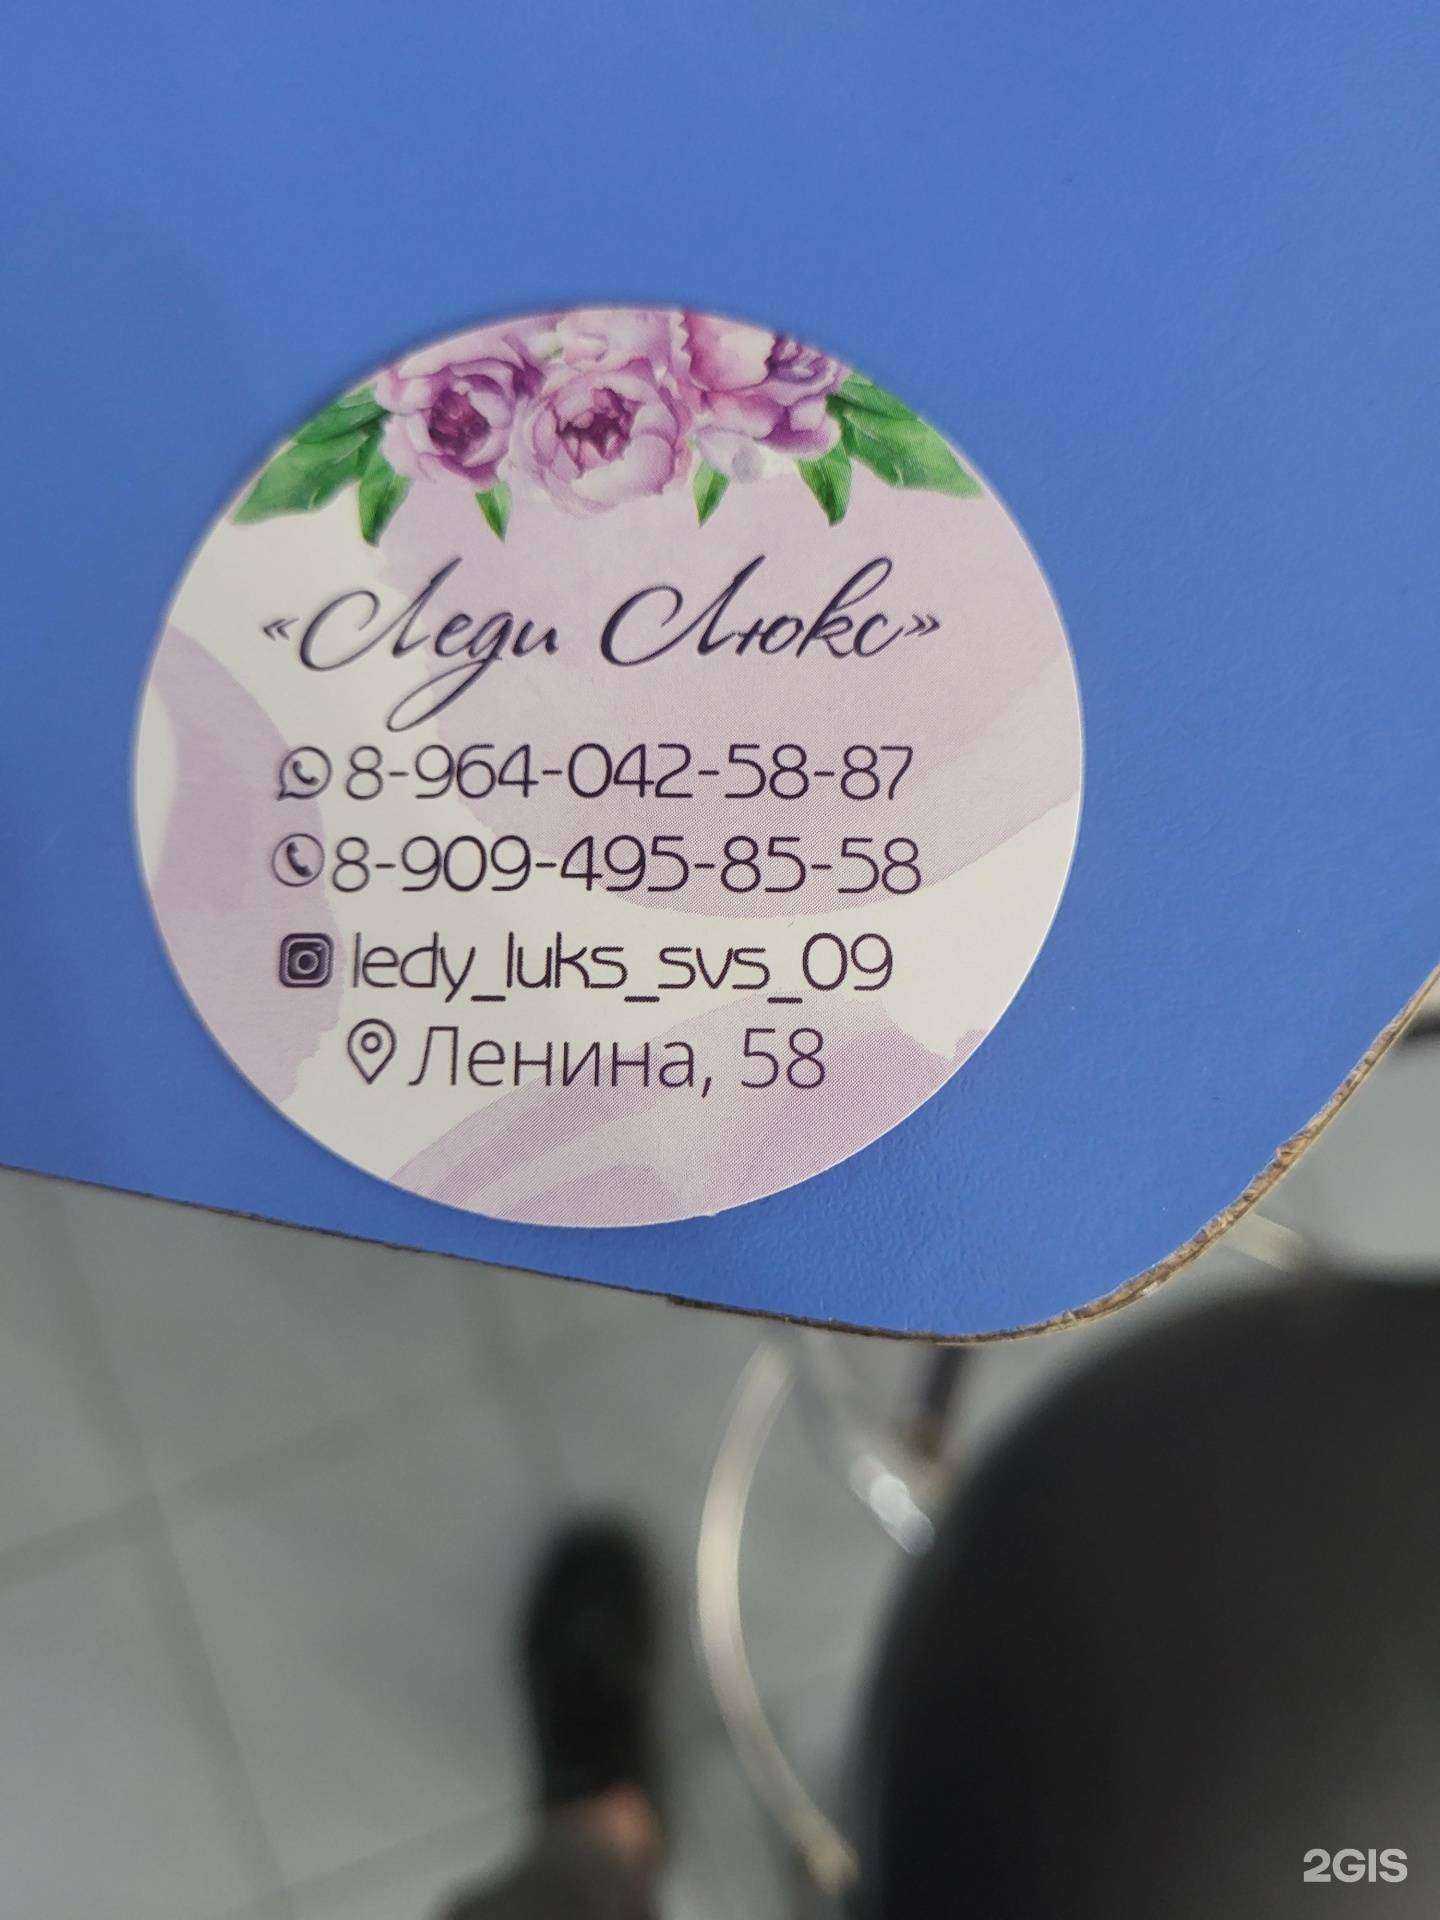 «Леди Люкс»
8-964-042-58-87
8-909-495-85-58
ledy_luks_svs_09
Ленина, 58
2GIS